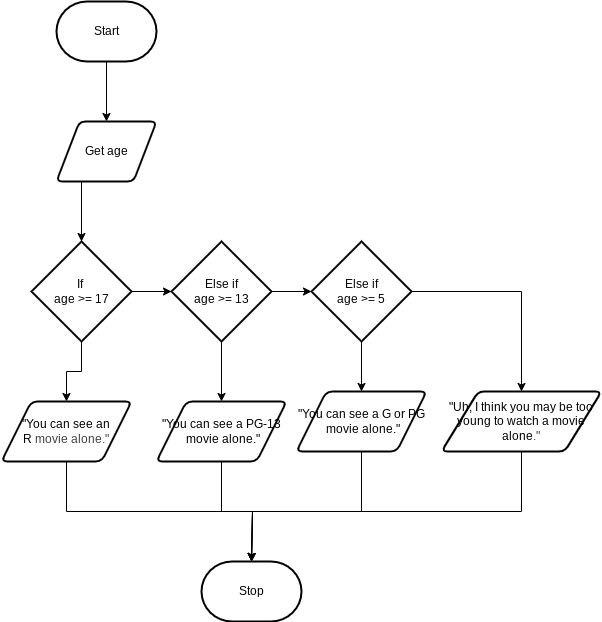 Start
Get age
If
age >= 17
Else if
age >= 13
Else if
age >= 5
"You can see an
R movie alone."
"You can see a PG-13
movie alone."
"You can see a G or PG
movie alone."
"Uh, I think you may be too
young to watch a movie
alone."
Stop